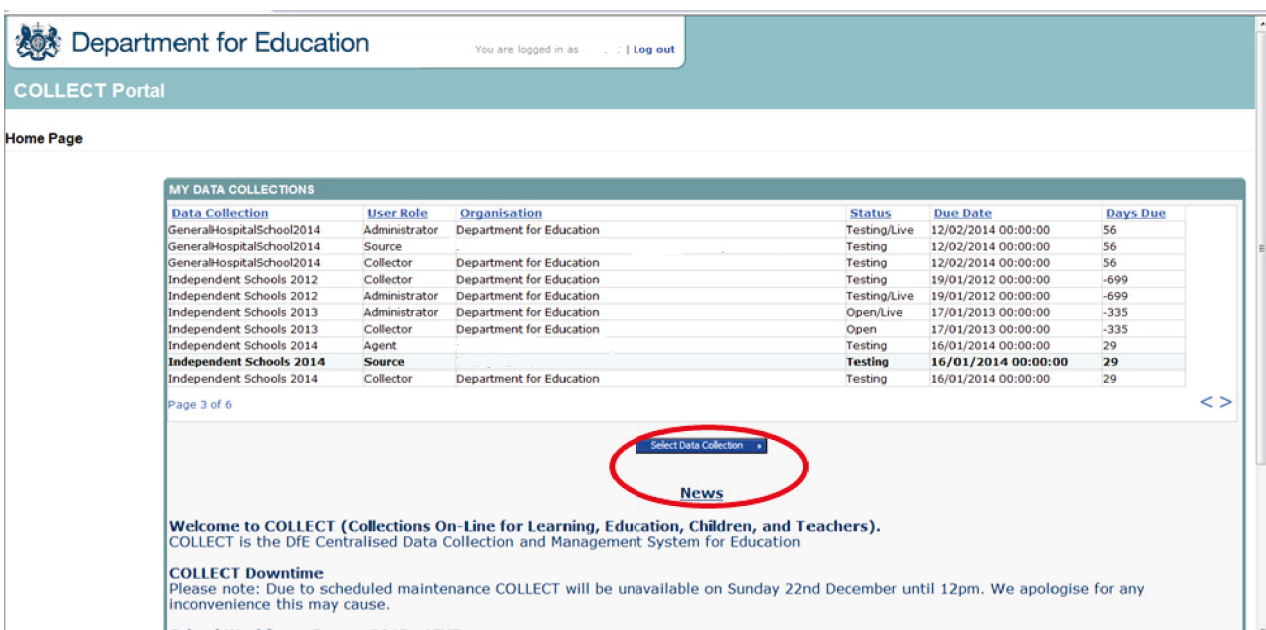 Department for Education
You are logged in as | Log out
COLLECT Portal
Home Page
MY DATA COLLECTIONS
Data Collection User Role Organisation Status Due Date Days Due
GeneralHospitalSchool2014 Administrator Department for Education Testing/Live 12/02/2014 00:00:00 56
GeneralHospitalSchool2014 Source Testing 12/02/2014 00:00:00 56
GeneralHospitalSchool2014 Collector Department for Education Testing 12/02/2014 00:00:00 56
Independent Schools 2012 Collector Department for Education Testing 19/01/2012 00:00:00 -699
Independent Schools 2012 Administrator Department for Education Testing/Live 19/01/2012 00:00:00 -699
Independent Schools 2013 Administrator Department for Education Open/Live 17/01/2013 00:00:00 -335
Independent Schools 2013 Collector Department for Education Open 17/01/2013 00:00:00 -335
Independent Schools 2014 Agent Testing 16/01/2014 00:00:00 29
Independent Schools 2014 Source Testing 16/01/2014 00:00:00 29
Independent Schools 2014 Collector Department for Education Testing 16/01/2014 00:00:00 29
Page 3 of 6 < >
Select Data Collection
News
Welcome to COLLECT (Collections On-Line for Learning, Education, Children, and Teachers).
COLLECT is the DfE Centralised Data Collection and Management System for Education
COLLECT Downtime
Please note: Due to scheduled maintenance COLLECT will be unavailable on Sunday 22nd December until 12pm. We apologise for any
inconvenience this may cause.